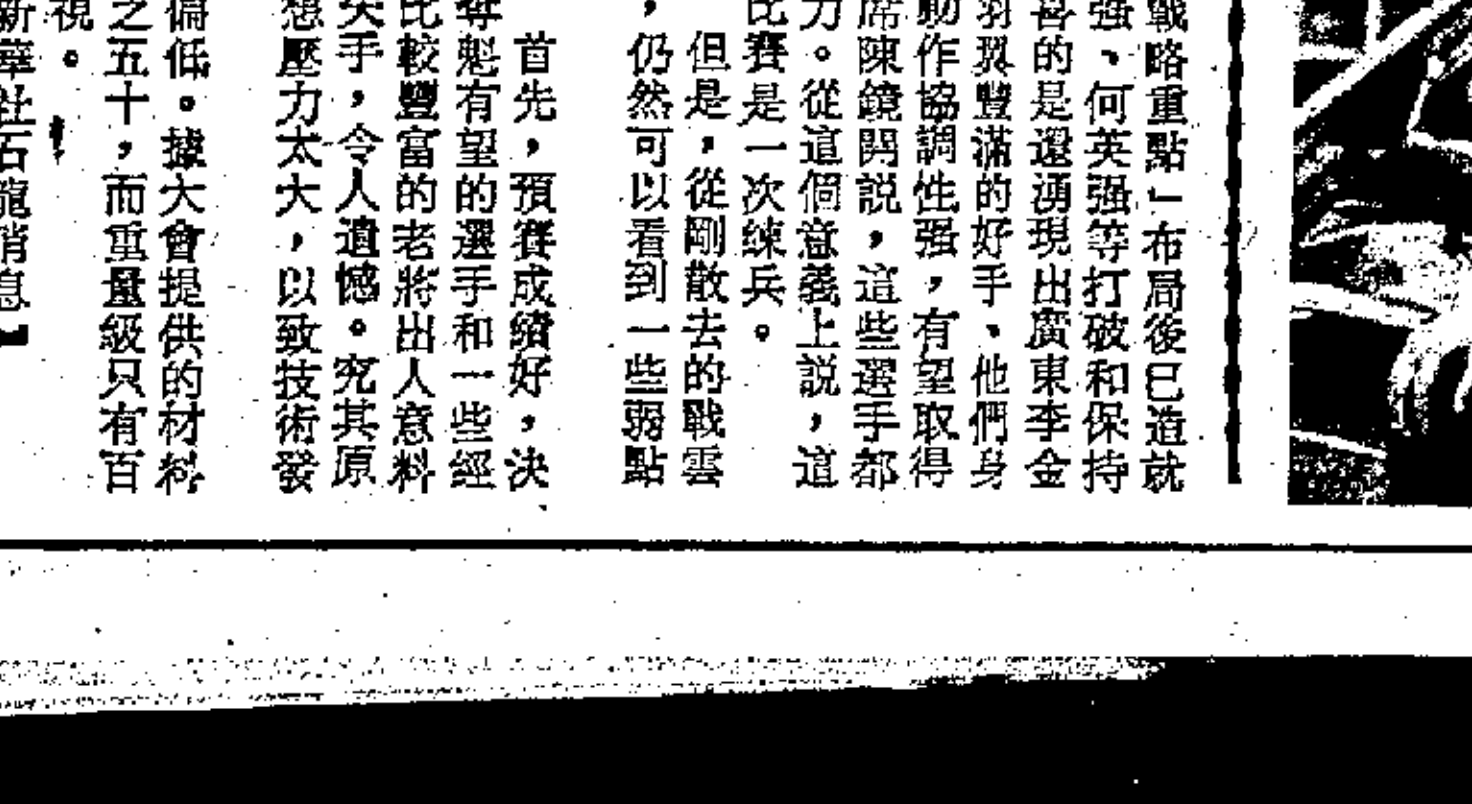 戰略重點」布局後已造就
强、何英强等打破和保持
喜的是還湧現出廣東李金
羽翼豐滿的好手、他們身
動作協調性强，有望取得
席陳鏡開説，這些選手都
力。從這個意義上説，這
比賽是一次練兵。
但是，從剛散去的戰雲
，仍然可以看到一些弱點
首先，預賽成績好，決
奪魁有望的選手和一些經
比較豐富的老將出人意料
失手，令人遺憾。究其原
想壓力太大，以致技術發
偏低。據大會提供的材料
之五十，而重量級只有百
視。
新華社石龍消息】